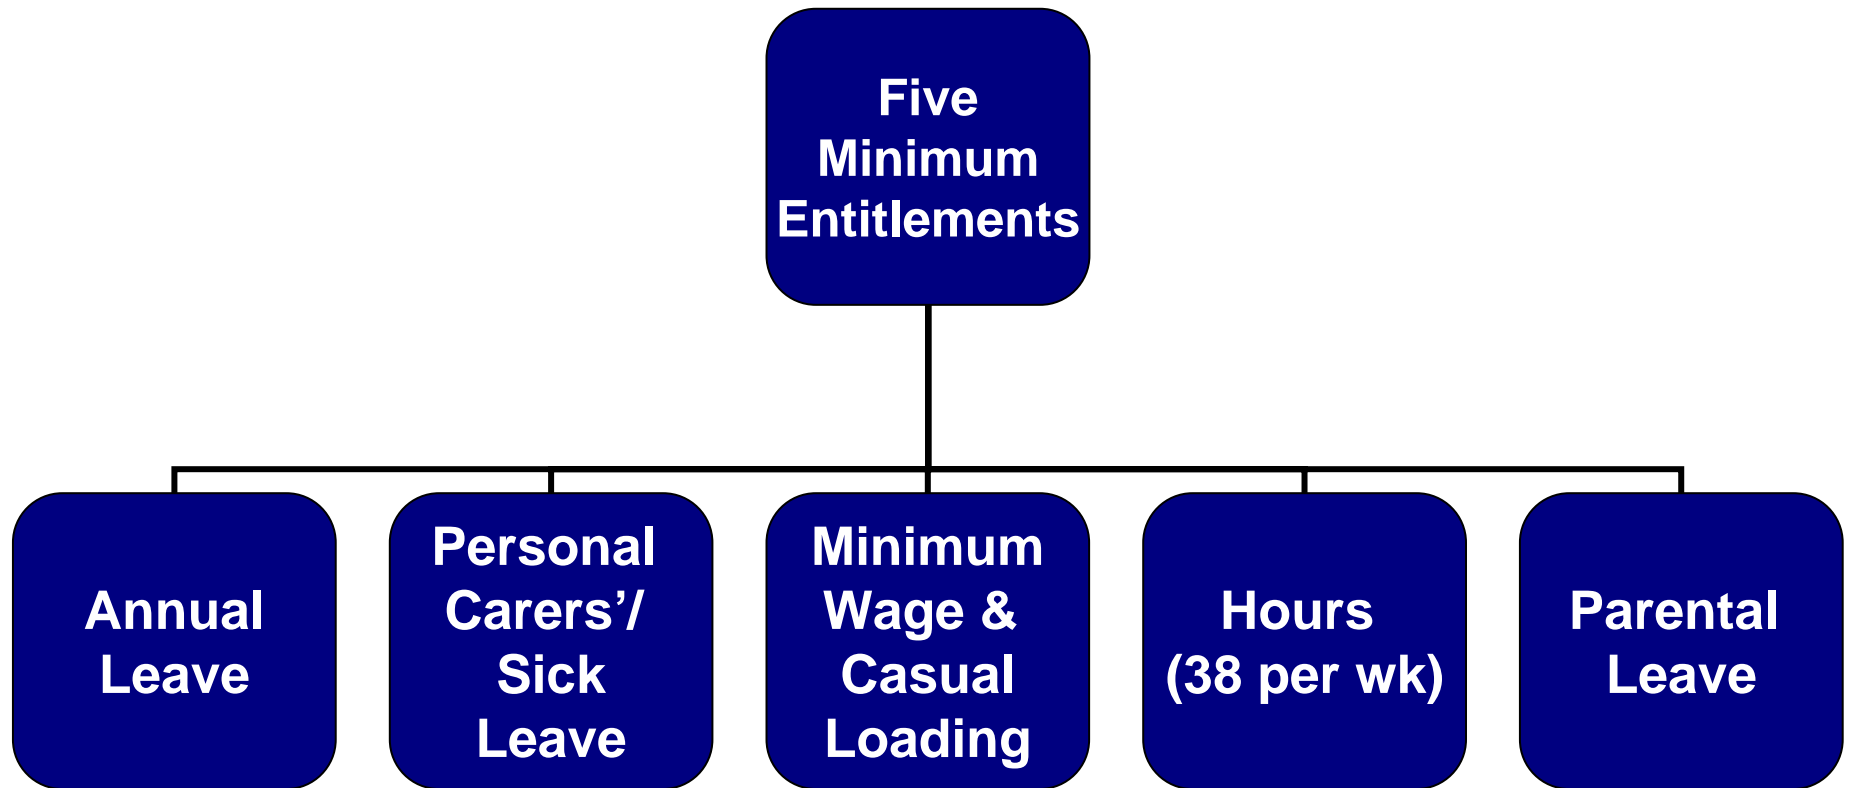 Five
Minimum
Entitlements
Annual
Leave
Personal
Carers’/
Sick
Leave
Minimum
Wage &
Casual
Loading
Hours
(38 per wk)
Parental
Leave